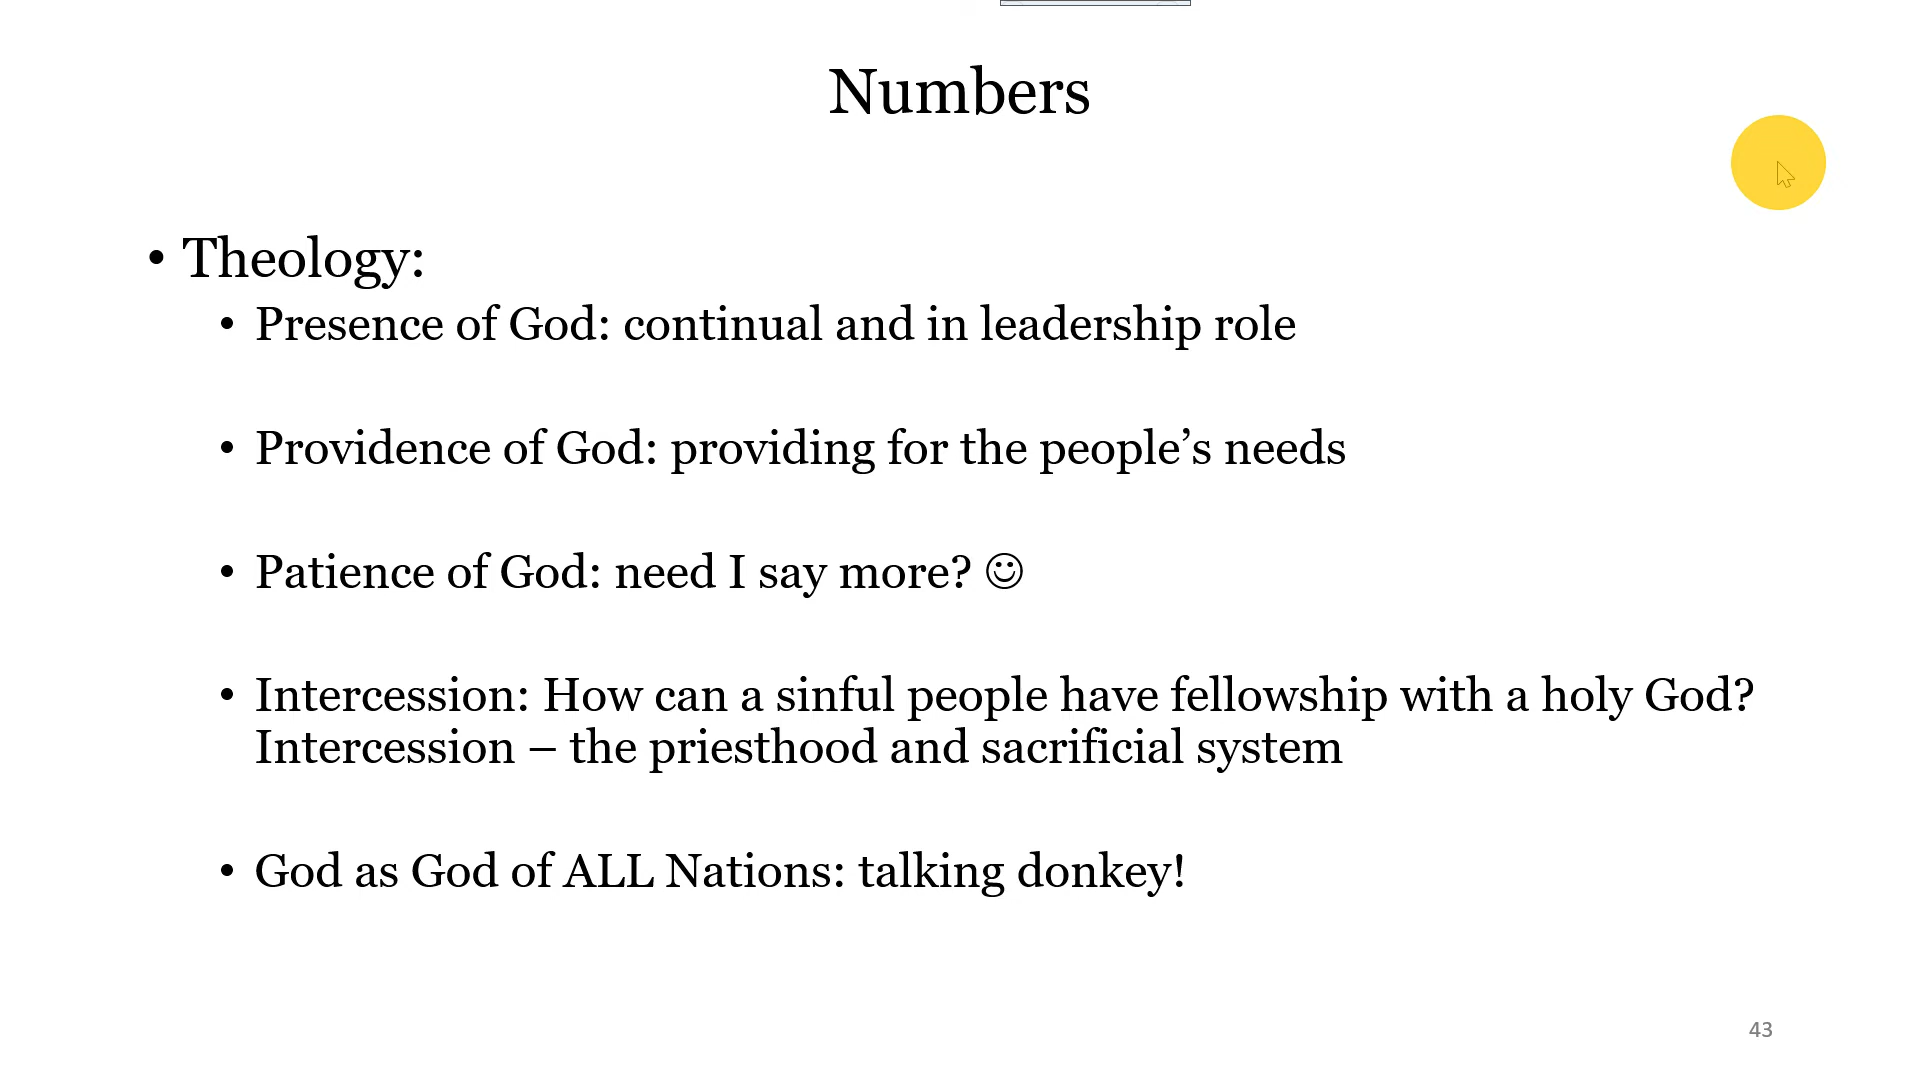 Numbers
• Theology:
• Presence of God: continual and in leadership role
• Providence of God: providing for the people’s needs
• Patience of God: need I say more? ☺
• Intercession: How can a sinful people have fellowship with a holy God?
Intercession – the priesthood and sacrificial system
• God as God of ALL Nations: talking donkey!
43